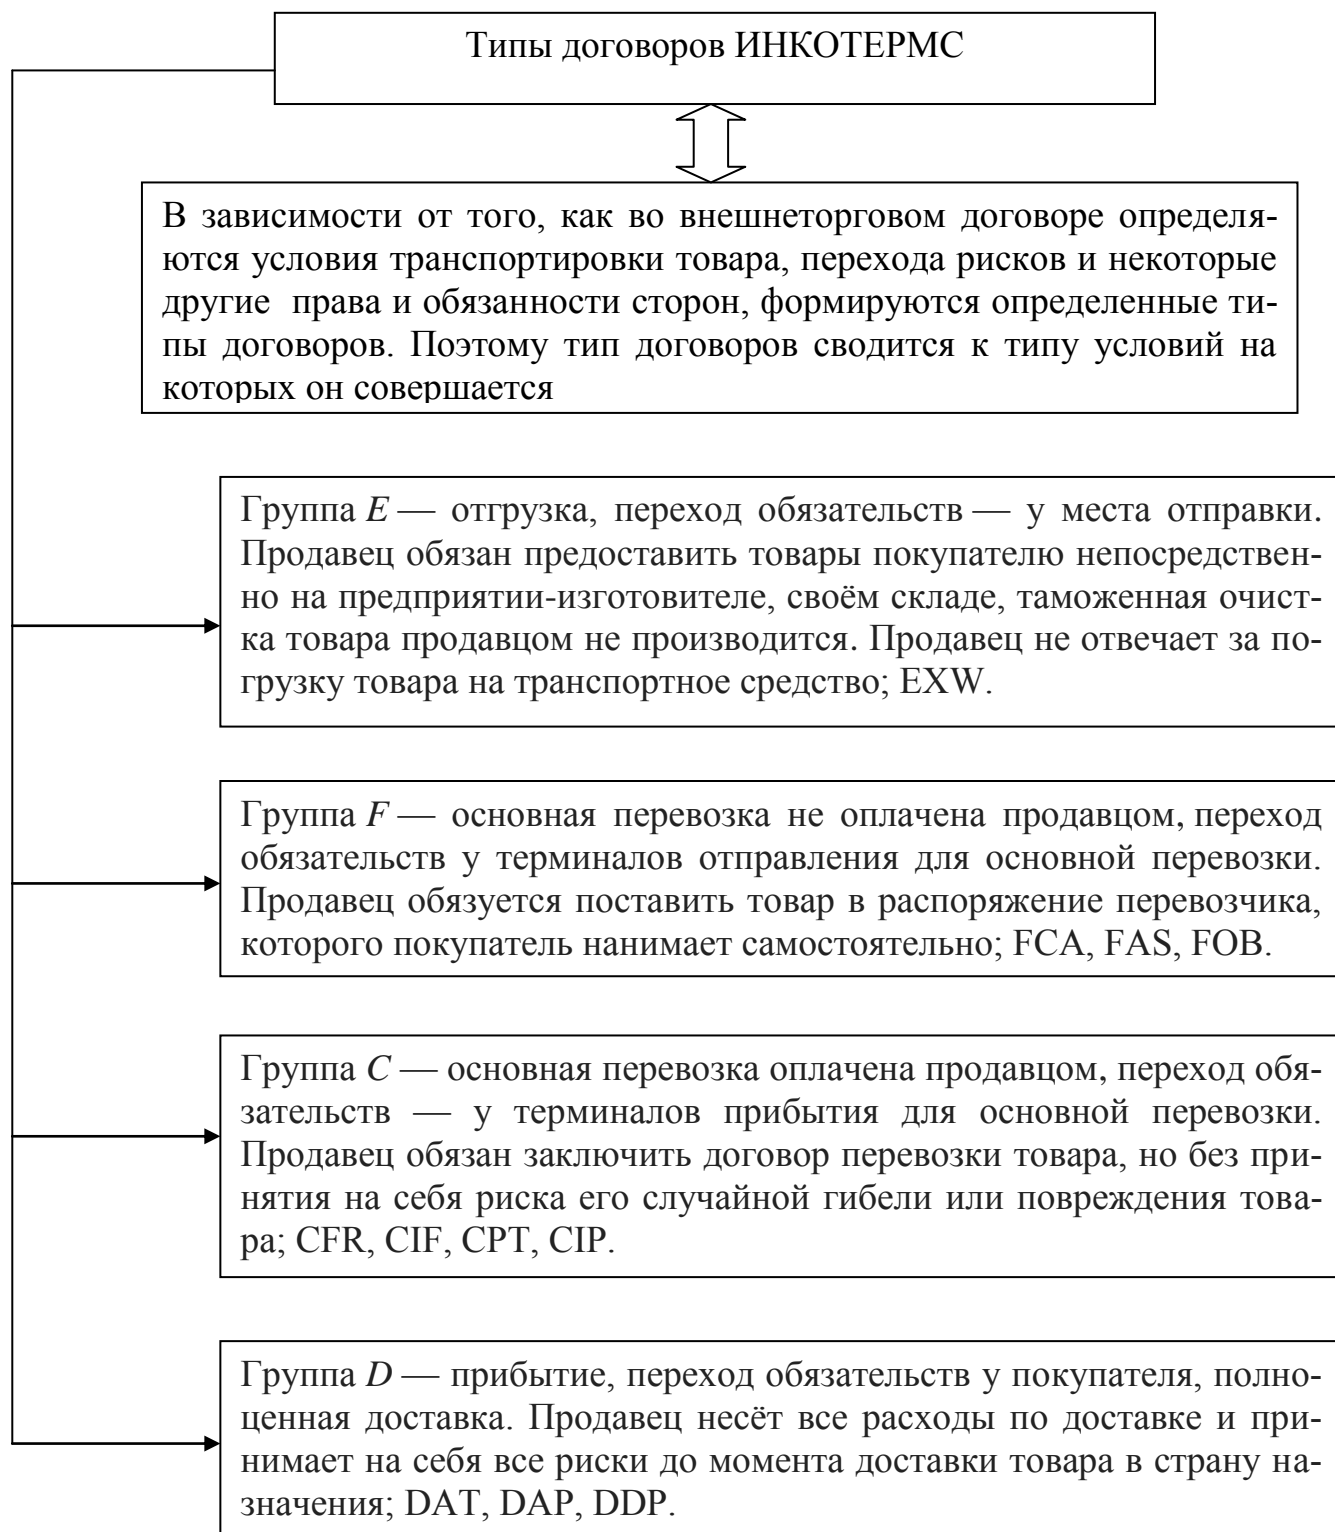 Типы договоров ИНКОТЕРМС
В зависимости от того, как во внешнеторговом договоре определя-
ются условия транспортировки товара, перехода рисков и некоторые
другие права и обязанности сторон, формируются определенные ти-
пы договоров. Поэтому тип договоров сводится к типу условий на
которых он совершается
Группа E — отгрузка, переход обязательств — у места отправки.
Продавец обязан предоставить товары покупателю непосредствен-
но на предприятии-изготовителе, своём складе, таможенная очист-
ка товара продавцом не производится. Продавец не отвечает за по-
грузку товара на транспортное средство; EXW.
Группа F — основная перевозка не оплачена продавцом, переход
обязательств у терминалов отправления для основной перевозки.
Продавец обязуется поставить товар в распоряжение перевозчика,
которого покупатель нанимает самостоятельно; FCA, FAS, FOB.
Группа C — основная перевозка оплачена продавцом, переход обя-
зательств — у терминалов прибытия для основной перевозки.
Продавец обязан заключить договор перевозки товара, но без при-
нятия на себя риска его случайной гибели или повреждения това-
ра; CFR, CIF, CPT, CIP.
Группа D — прибытие, переход обязательств у покупателя, полно-
ценная доставка. Продавец несёт все расходы по доставке и при-
нимает на себя все риски до момента доставки товара в страну на-
значения; DAT, DAP, DDP.